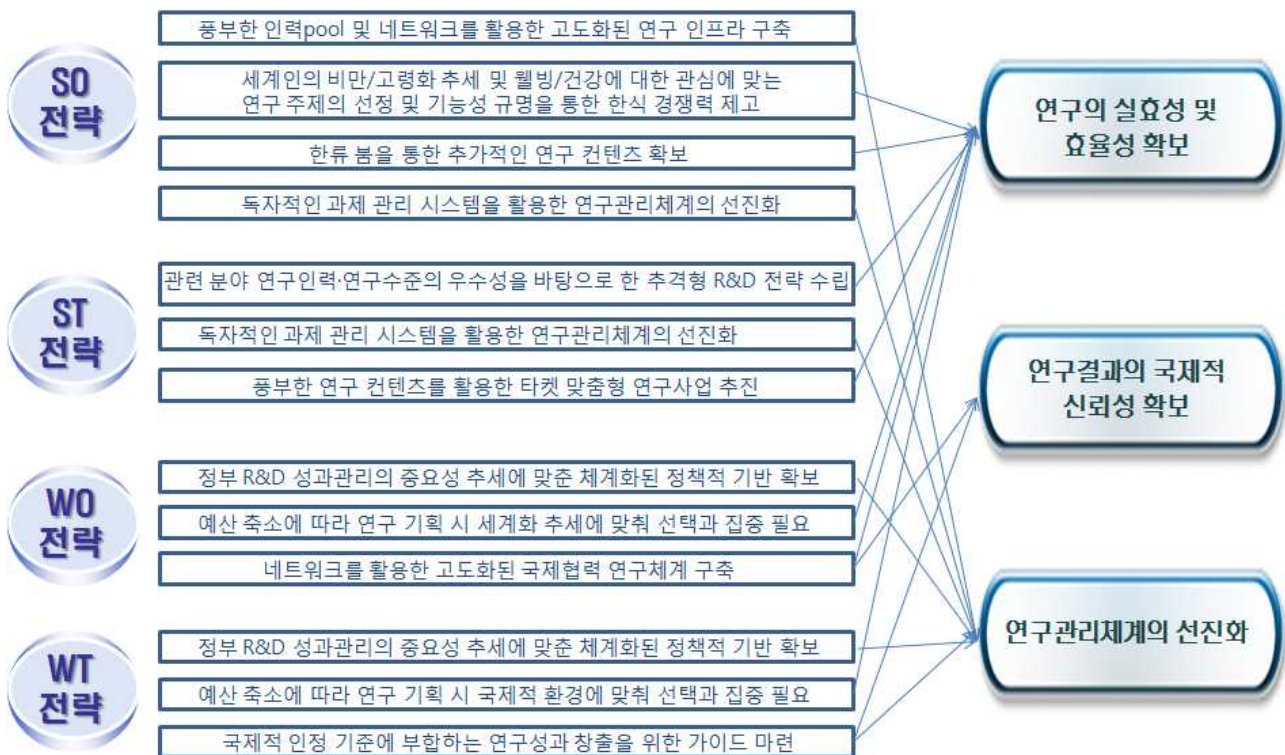 SO
전략
풍부한 인력pool 및 네트워크를 활용한 고도화된 연구 인프라 구축
세계인의 비만/고령화 추세 및 웰빙/건강에 대한 관심에 맞는
연구 주제의 선정 및 기능성 규명을 통한 한식 경쟁력 제고
한류 붐을 통한 추가적인 연구 컨텐츠 확보
독자적인 과제 관리 시스템을 활용한 연구관리체계의 선진화
ST
전략
관련 분야 연구인력·연구수준의 우수성을 바탕으로 한 추격형 R&D 전략 수립
독자적인 과제 관리 시스템을 활용한 연구관리체계의 선진화
풍부한 연구 컨텐츠를 활용한 타켓 맞춤형 연구사업 추진
WO
전략
정부 R&D 성과관리의 중요성 추세에 맞춘 체계화된 정책적 기반 확보
예산 축소에 따라 연구 기획 시 세계화 추세에 맞춰 선택과 집중 필요
네트워크를 활용한 고도화된 국제협력 연구체계 구축
WT
전략
정부 R&D 성과관리의 중요성 추세에 맞춘 체계화된 정책적 기반 확보
예산 축소에 따라 연구 기획 시 국제적 환경에 맞춰 선택과 집중 필요
국제적 인정 기준에 부합하는 연구성과 창출을 위한 가이드 마련
연구의 실효성 및
효율성 확보
연구결과의 국제적
신뢰성 확보
연구관리체계의 선진화